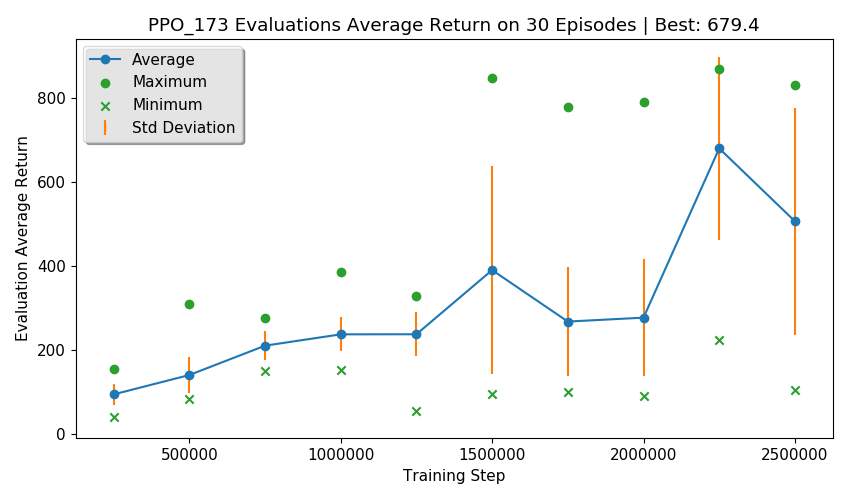 PPO_173 Evaluations Average Return on 30 Episodes | Best: 679.4
Average
Maximum
Minimum
Std Deviation
Evaluation Average Return
800
600
400
200
0
500000
1000000
1500000
2000000
2500000
Training Step